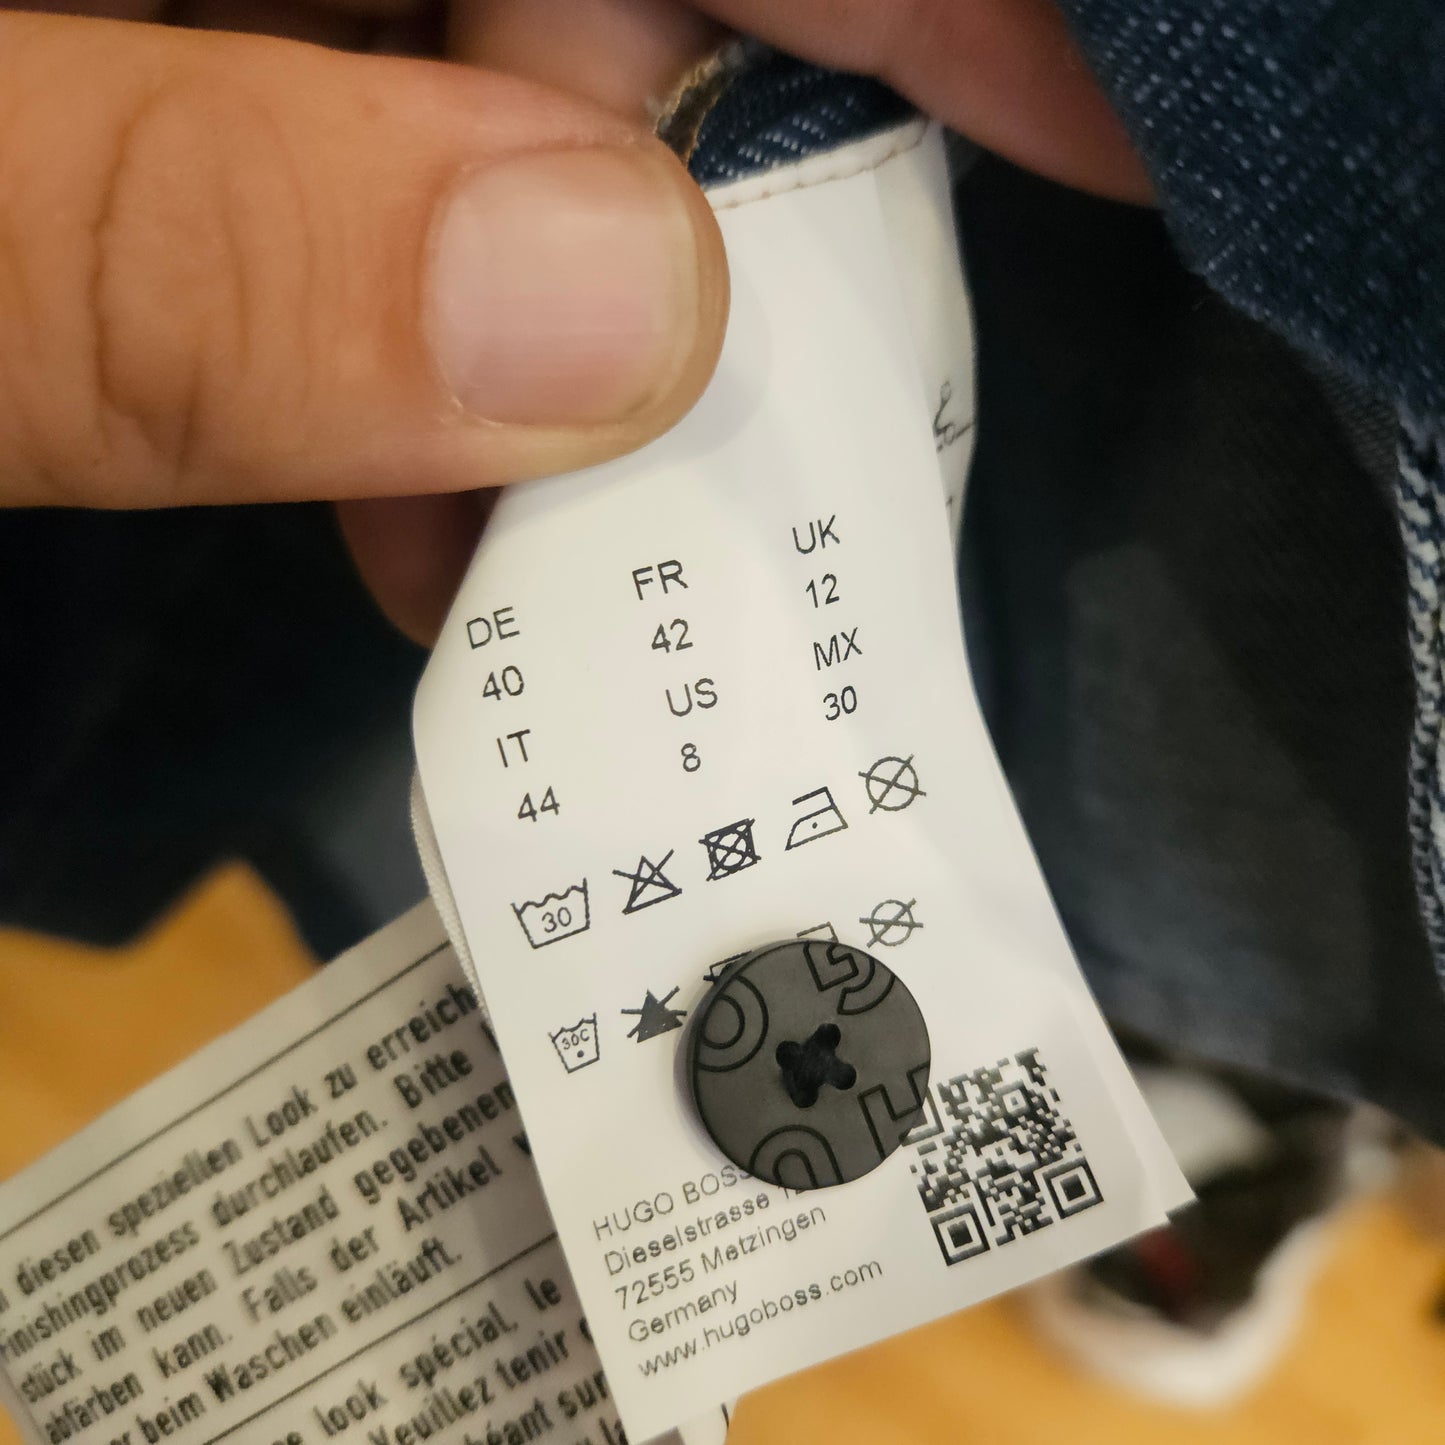 DE FR UK
40 42 12
IT US MX
44 8 30
30
30C
HUGO BOSS
Dieselstrasse
72555 Metzingen
Germany
www.hugoboss.com
diesen speziellen Look zu erreich
Finishingprozess durchlaufen. Bitte
stück im neuen Zustand gegebenen
abfärben kann. Falls der Artikel
beim Waschen einläuft.
look spécial, le
Veuillez tenir